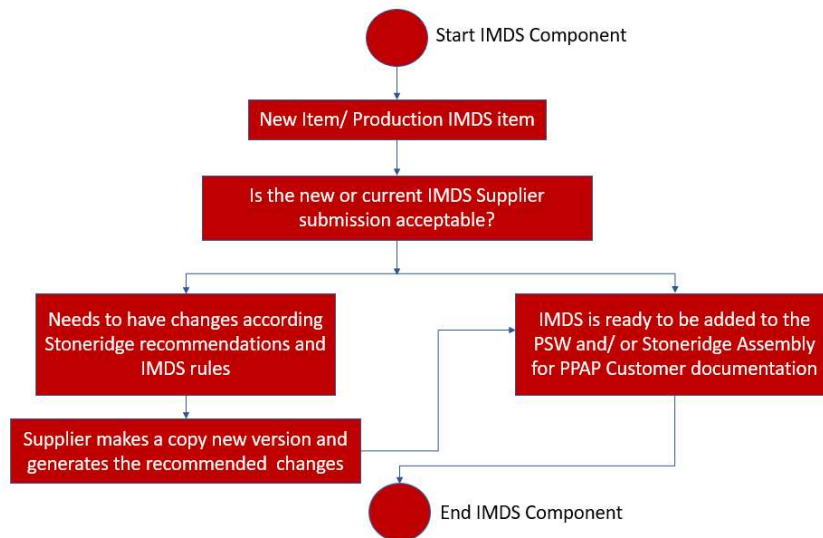 Start IMDS Component
New Item/ Production IMDS item
Is the new or current IMDS Supplier
submission acceptable?
Needs to have changes according
Stoneridge recommendations and
IMDS rules
IMDS is ready to be added to the
PSW and/ or Stoneridge Assembly
for PPAP Customer documentation
Supplier makes a copy new version and
generates the recommended changes
End IMDS Component